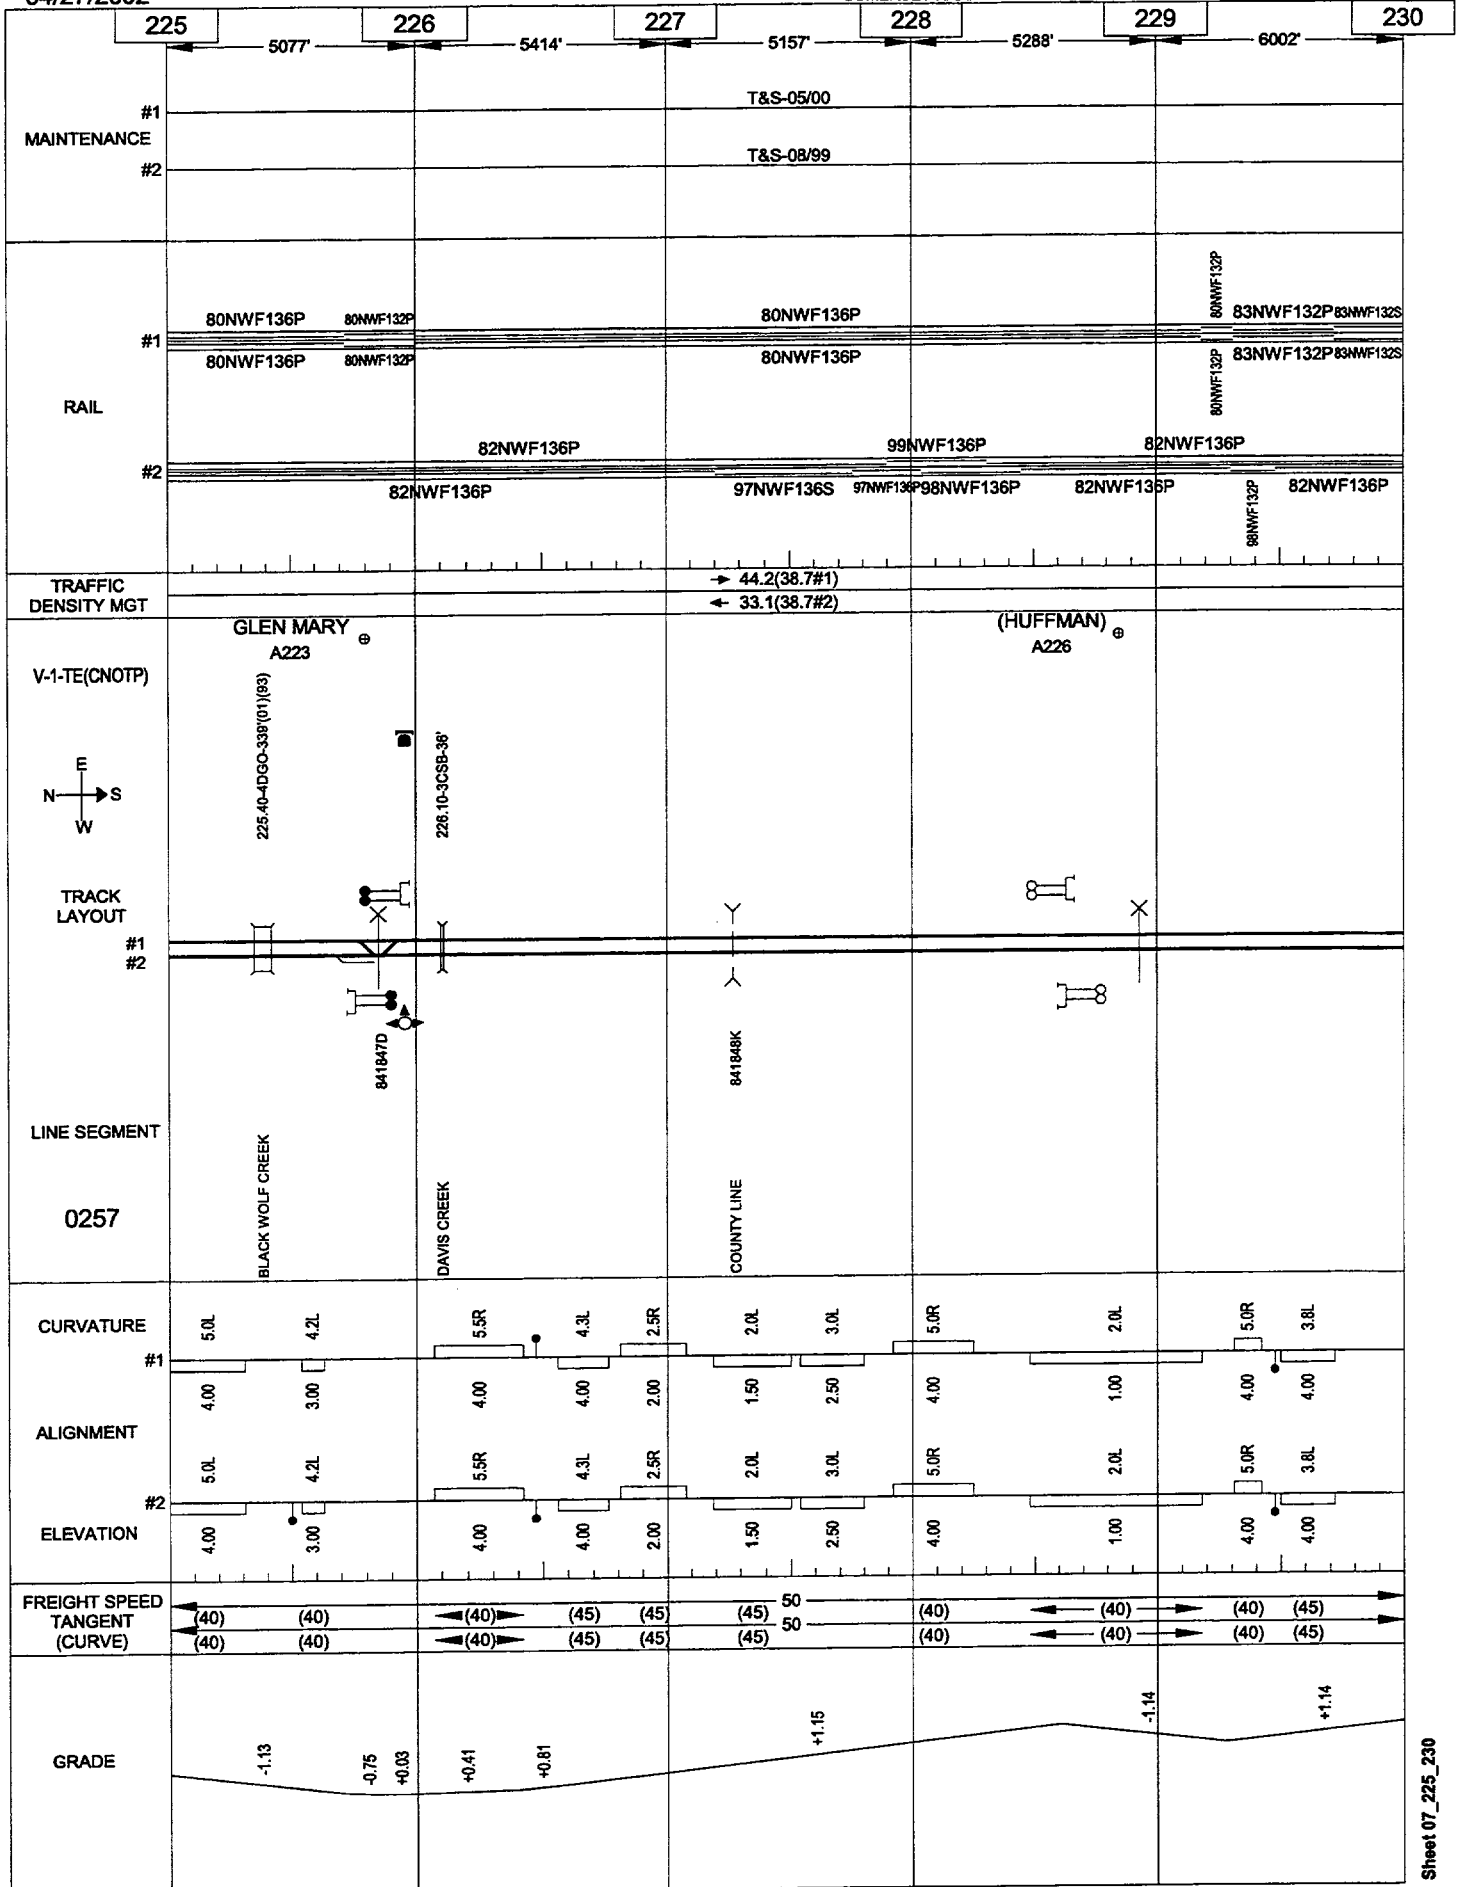 225 226 227 228 229 230
5077' 5414' 5157' 5288' 6002'
MAINTENANCE
#1
T&S-05/00
#2
T&S-08/99
RAIL
80NWF136P 80NWF132P 80NWF136P 80NWF132P 83NWF132P 83NWF132S
#1
80NWF136P 80NWF132P 80NWF136P 80NWF132P 83NWF132P 83NWF132S
82NWF136P 99NWF136P 82NWF136P
#2
82NWF136P 97NWF136S 97NWF136P 98NWF136P 82NWF136P 98NWF132P 82NWF136P
TRAFFIC
DENSITY MGT
44.2(38.7#1)
33.1(38.7#2)
GLEN MARY
A223
(HUFFMAN)
A226
V-1-TE(CNOTP)
225.40-4DGO-339'(01)(93)
226.10-3CSB-36'
E
N S
W
TRACK
LAYOUT
#1
#2
841847D
841848K
LINE SEGMENT
0257
BLACK WOLF CREEK
DAVIS CREEK
COUNTY LINE
CURVATURE
5.0L 4.2L 5.5R 4.3L 2.5R 2.0L 3.0L 5.0R 2.0L 5.0R 3.8L
#1
4.00 3.00 4.00 4.00 2.00 1.50 2.50 4.00 1.00 4.00 4.00
ALIGNMENT
5.0L 4.2L 5.5R 4.3L 2.5R 2.0L 3.0L 5.0R 2.0L 5.0R 3.8L
#2
ELEVATION
4.00 3.00 4.00 4.00 2.00 1.50 2.50 4.00 1.00 4.00 4.00
FREIGHT SPEED
TANGENT
(CURVE)
50
(40) (40) (40) (45) (45) (45) (40) (40) (40) (45)
50
(40) (40) (40) (45) (45) (45) (40) (40) (40) (45)
GRADE
-1.13 -0.75 +0.03 +0.41 +0.81 +1.15 -1.14 +1.14
Sheet 07_225_230